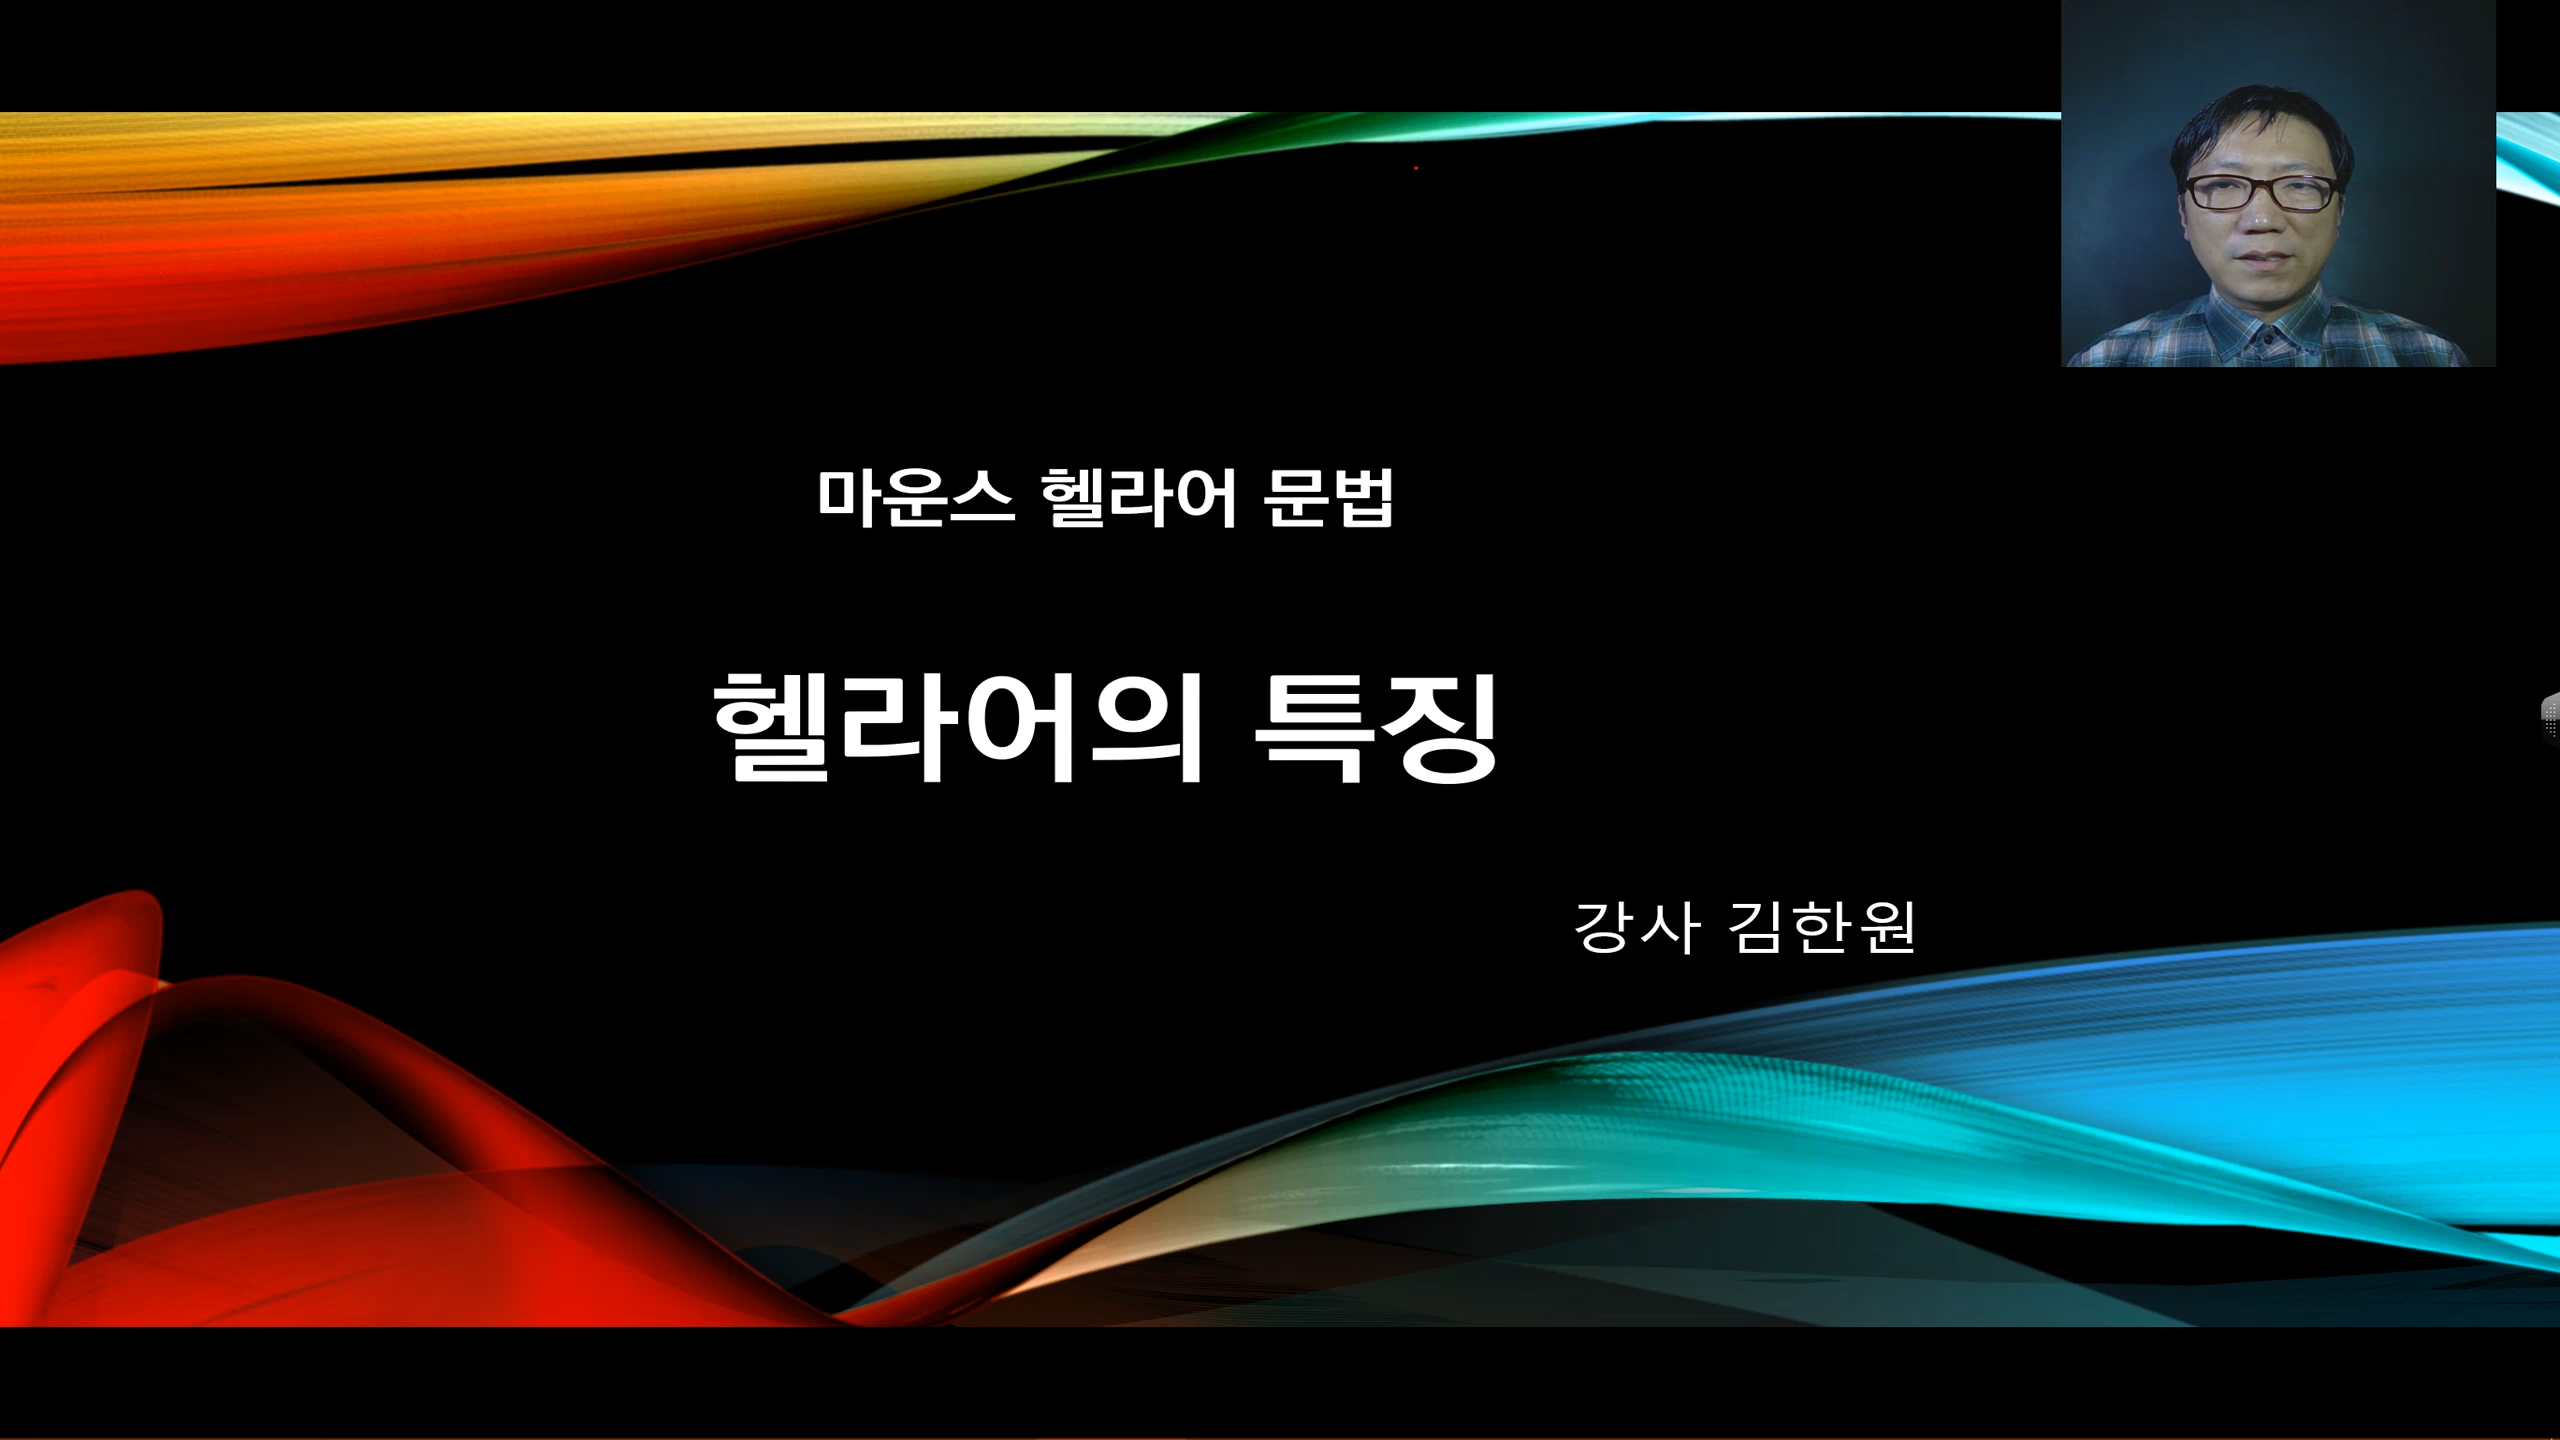 마운스 헬라어 문법
헬라어의 특징
강사 김한원